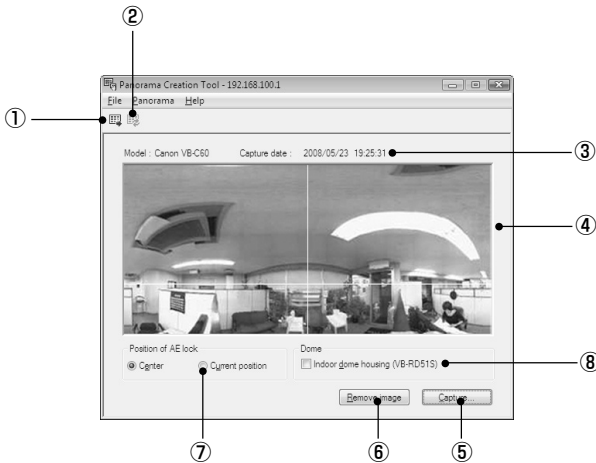 ②
Panorama Creation Tool - 192.168.100.1
①
File Panorama Help
Model : Canon VB-C60 Capture date : 2008/05/23 19:25:31
③
④
Position of AE lock
Center Current position
Dome
Indoor dome housing (VB-RD51S)
⑧
Remove image Capture...
⑦
⑥
⑤